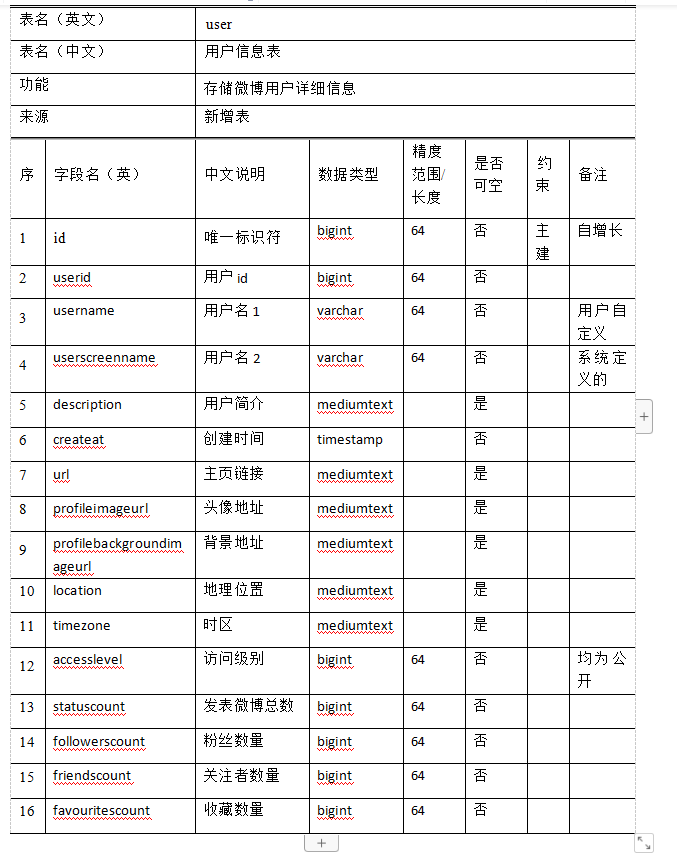 表名（英文） user
表名（中文） 用户信息表
功能 存储微博用户详细信息
来源 新增表
序 字段名（英） 中文说明 数据类型 精度范围/长度 是否可空 约束 备注
1 id 唯一标识符 bigint 64 否 主建 自增长
2 userid 用户 id bigint 64 否
3 username 用户名 1 varchar 64 否 用户自定义
4 userscreenname 用户名 2 varchar 64 否 系统定义的
5 description 用户简介 mediumtext 是
6 createat 创建时间 timestamp 否
7 url 主页链接 mediumtext 是
8 profileimageurl 头像地址 mediumtext 是
9 profilebackgroundimageurl 背景地址 mediumtext 是
10 location 地理位置 mediumtext 是
11 timezone 时区 mediumtext 是
12 accesslevel 访问级别 bigint 64 否 均为公开
13 statuscount 发表微博总数 bigint 64 否
14 followerscount 粉丝数量 bigint 64 否
15 friendscount 关注者数量 bigint 64 否
16 favouritescount 收藏数量 bigint 64 否